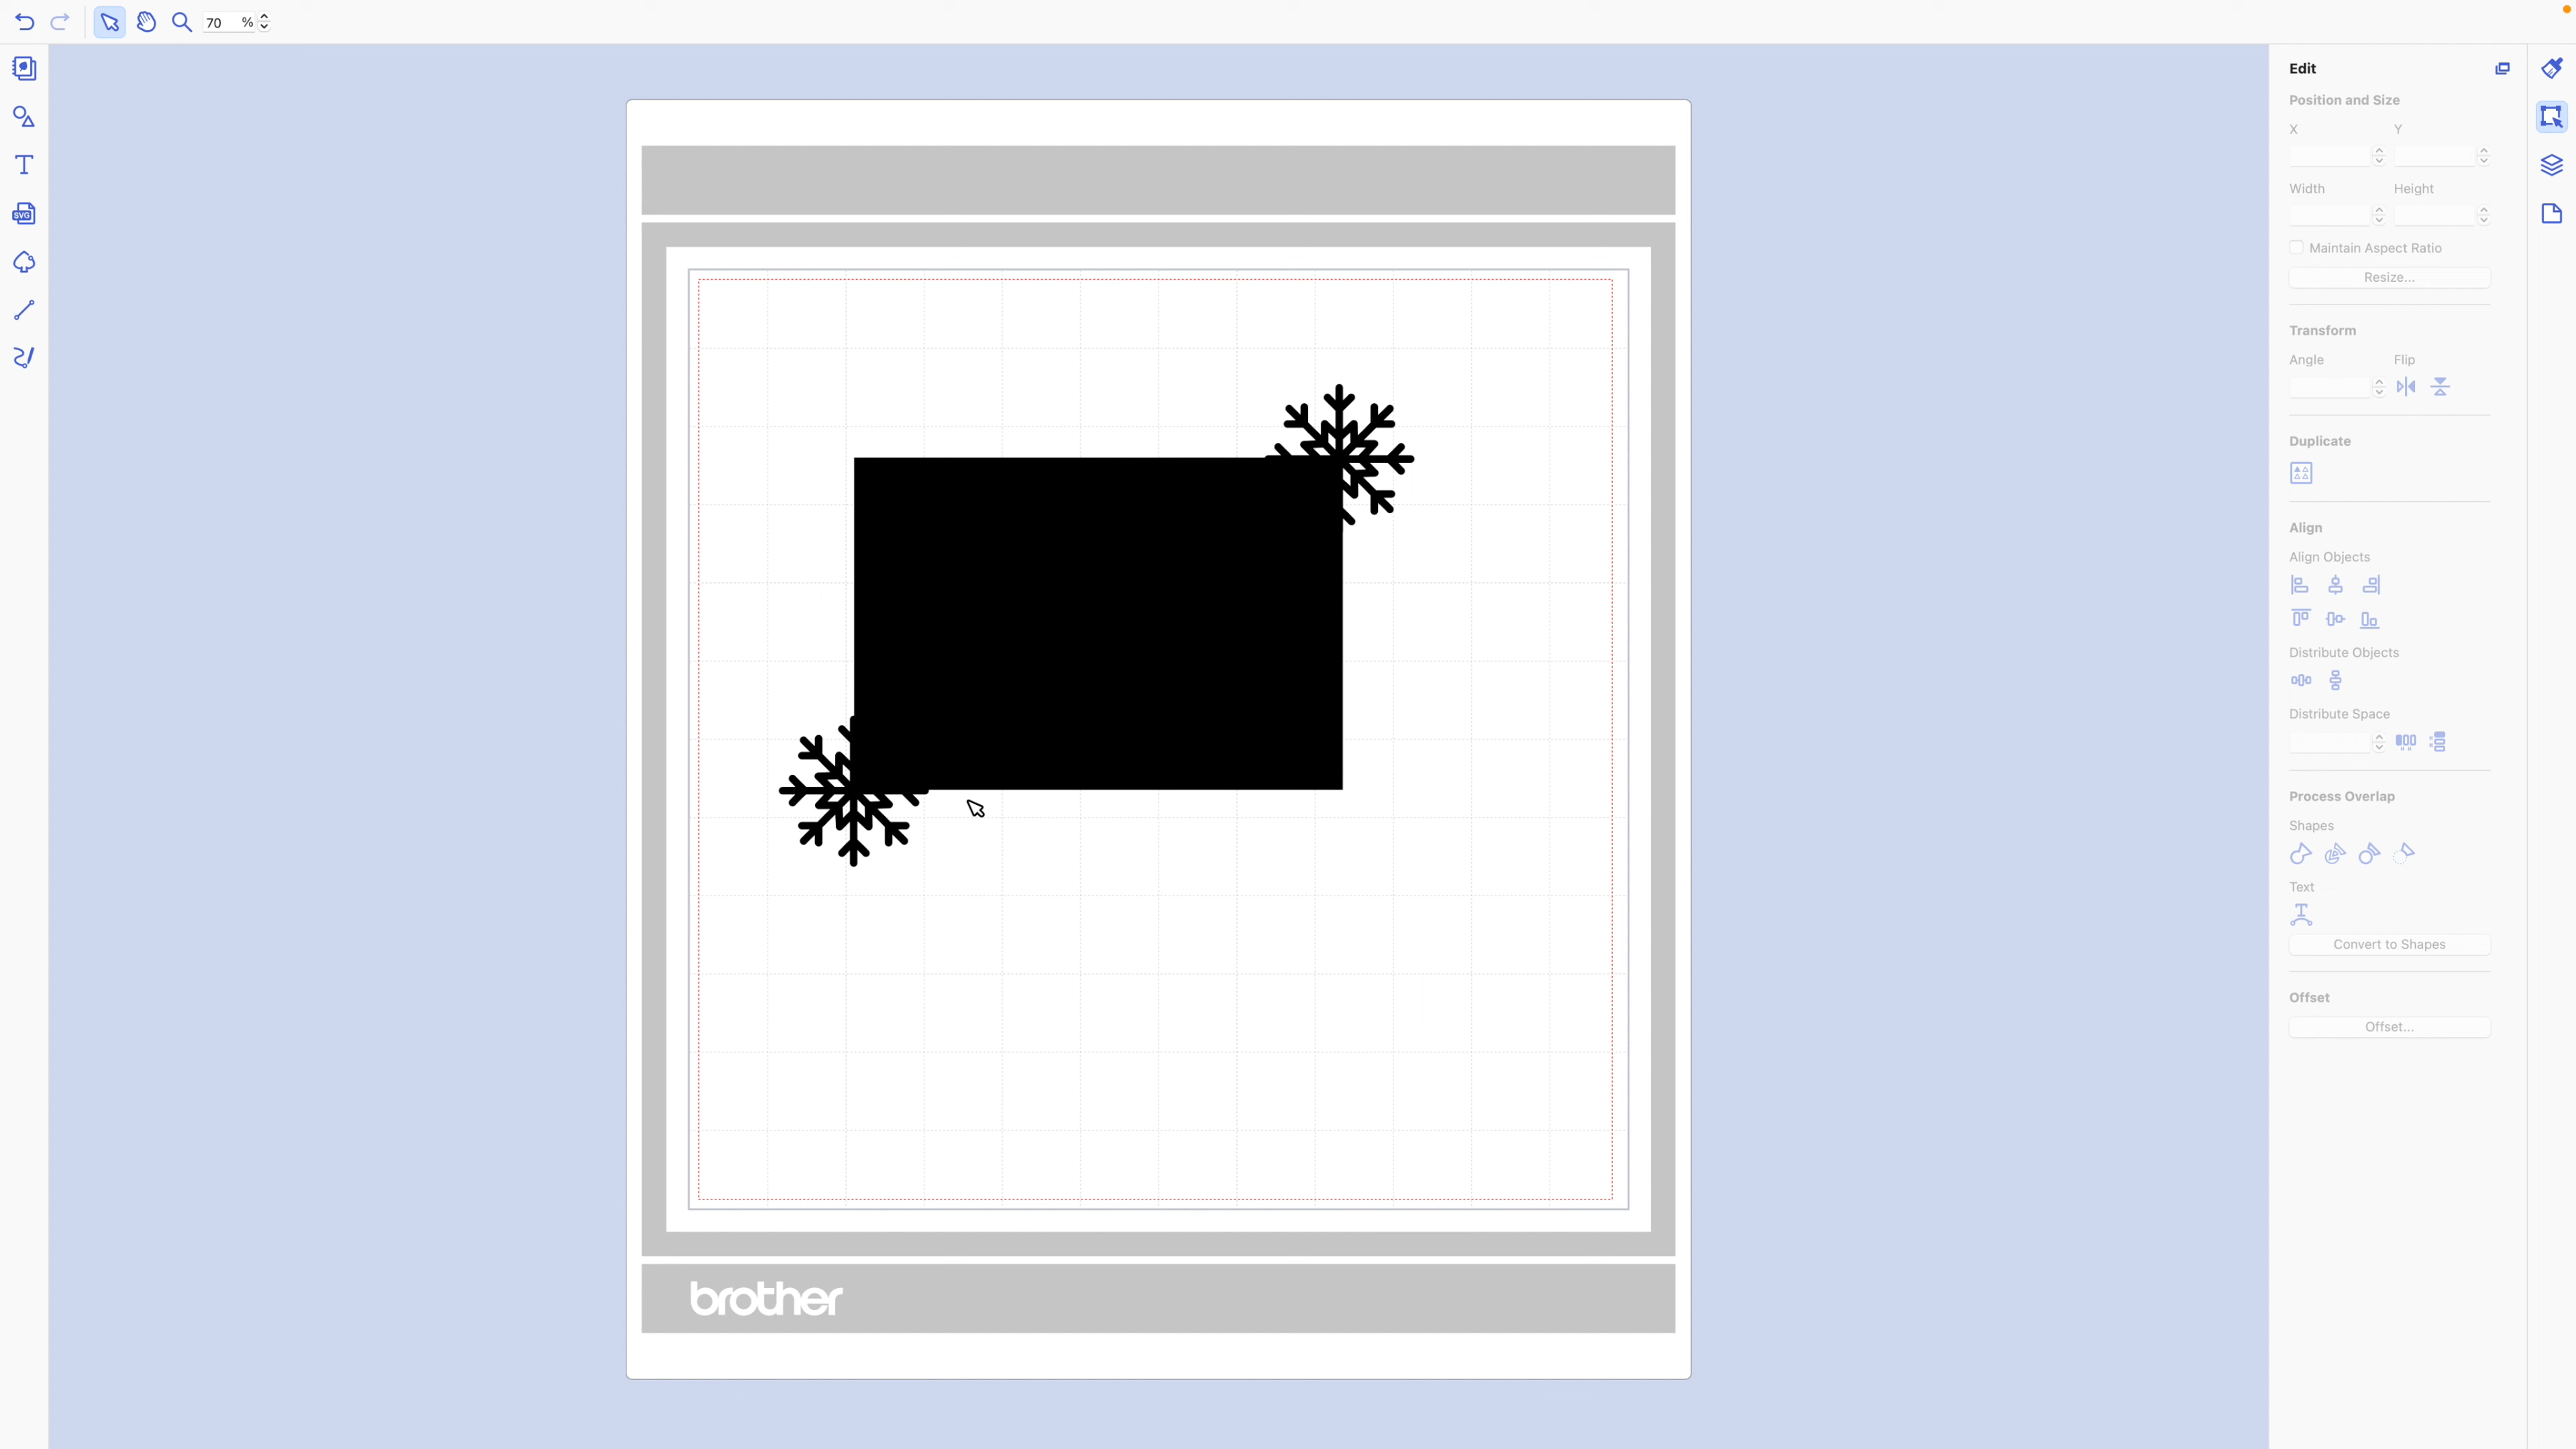 70 %
SVG
Edit
Position and Size
X Y
Width Height
Maintain Aspect Ratio
Resize...
Transform
Angle Flip
Duplicate
Align
Align Objects
Distribute Objects
Distribute Space
Process Overlap
Shapes
Text
Convert to Shapes
Offset
Offset...
brother